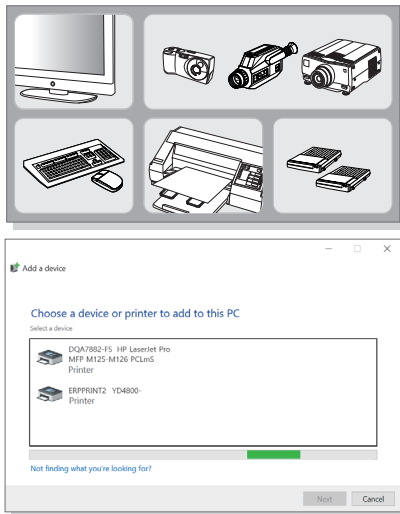 Add a device
Choose a device or printer to add to this PC
Select a device
DQA7882-FS HP LaserJet Pro
MFP M125-M126 PCLmS
Printer
ERPPRINT2 YD4800-
Printer
Not finding what you're looking for?
Next
Cancel